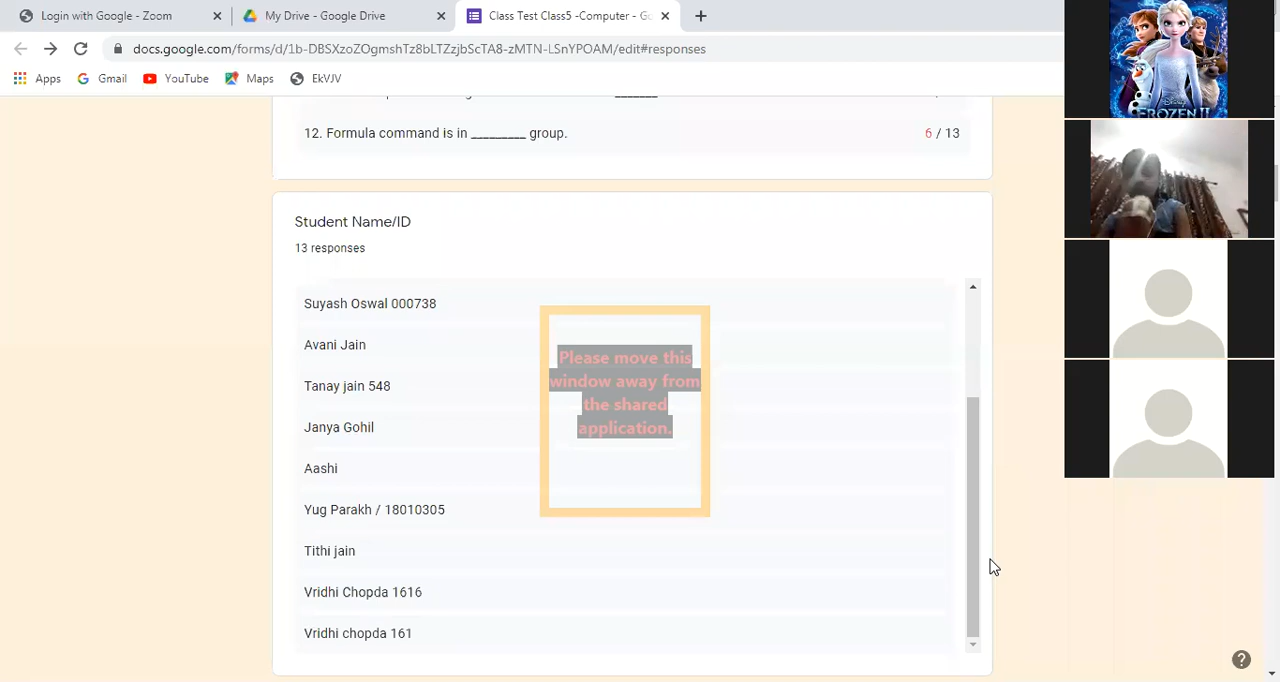 Login with Google - Zoom
My Drive - Google Drive
Class Test Class5 -Computer - Go
docs.google.com/forms/d/1b-DBSXzoZOgmshTz8bLTZzjbScTA8-zMTN-LSnYPOAM/edit#responses
Apps
Gmail
YouTube
Maps
EkVJV
12. Formula command is in _________ group.
6 / 13
Student Name/ID
13 responses
Suyash Oswal 000738
Avani Jain
Tanay jain 548
Janya Gohil
Aashi
Yug Parakh / 18010305
Tithi jain
Vridhi Chopda 1616
Vridhi chopda 161
Please move this
window away from
the shared
application.
Disney
FROZEN II